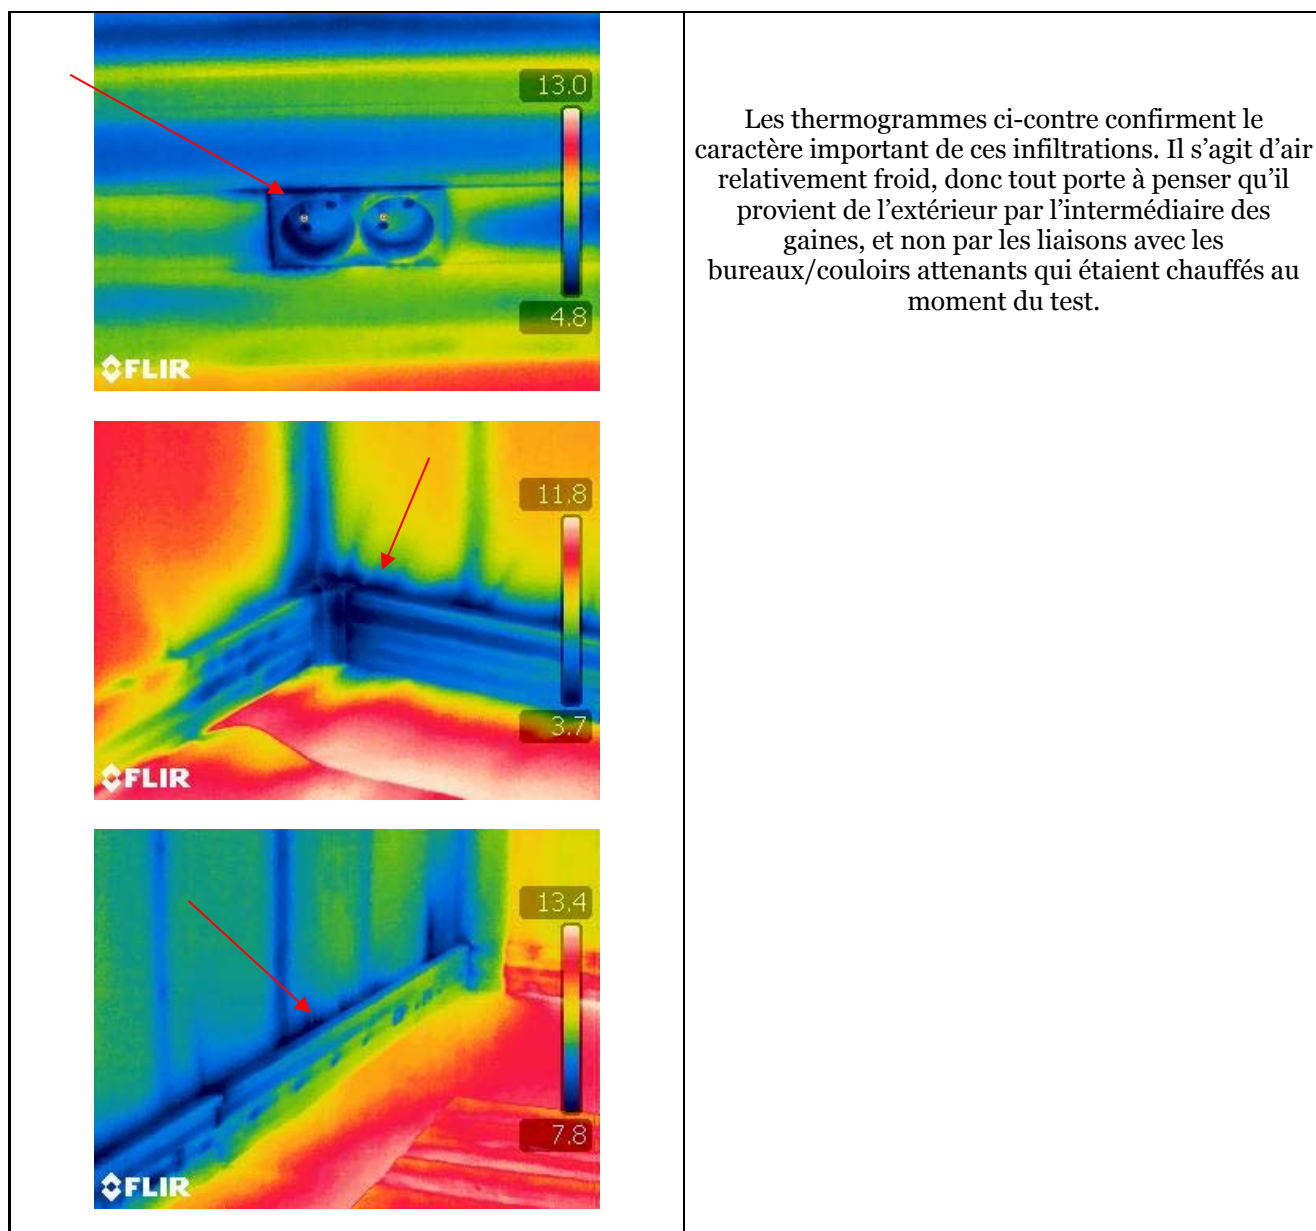 13.0
4.8
FLIR
Les thermogrammes ci-contre confirment le
caractère important de ces infiltrations. Il s’agit d’air
relativement froid, donc tout porte à penser qu’il
provient de l’extérieur par l’intermédiaire des
gaines, et non par les liaisons avec les
bureaux/couloirs attenants qui étaient chauffés au
moment du test.
11.8
3.7
FLIR
13.4
7.8
FLIR